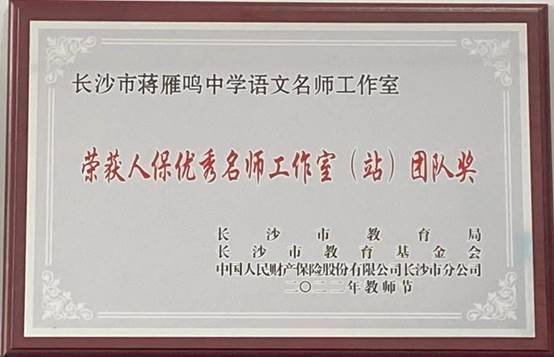 长沙市蒋雁鸣中学语文名师工作室
荣获人保优秀名师工作室（站）团队奖
长沙市教育局
长沙市教育基金会
中国人民财产保险股份有限公司长沙市分公司
二〇二二年教师节